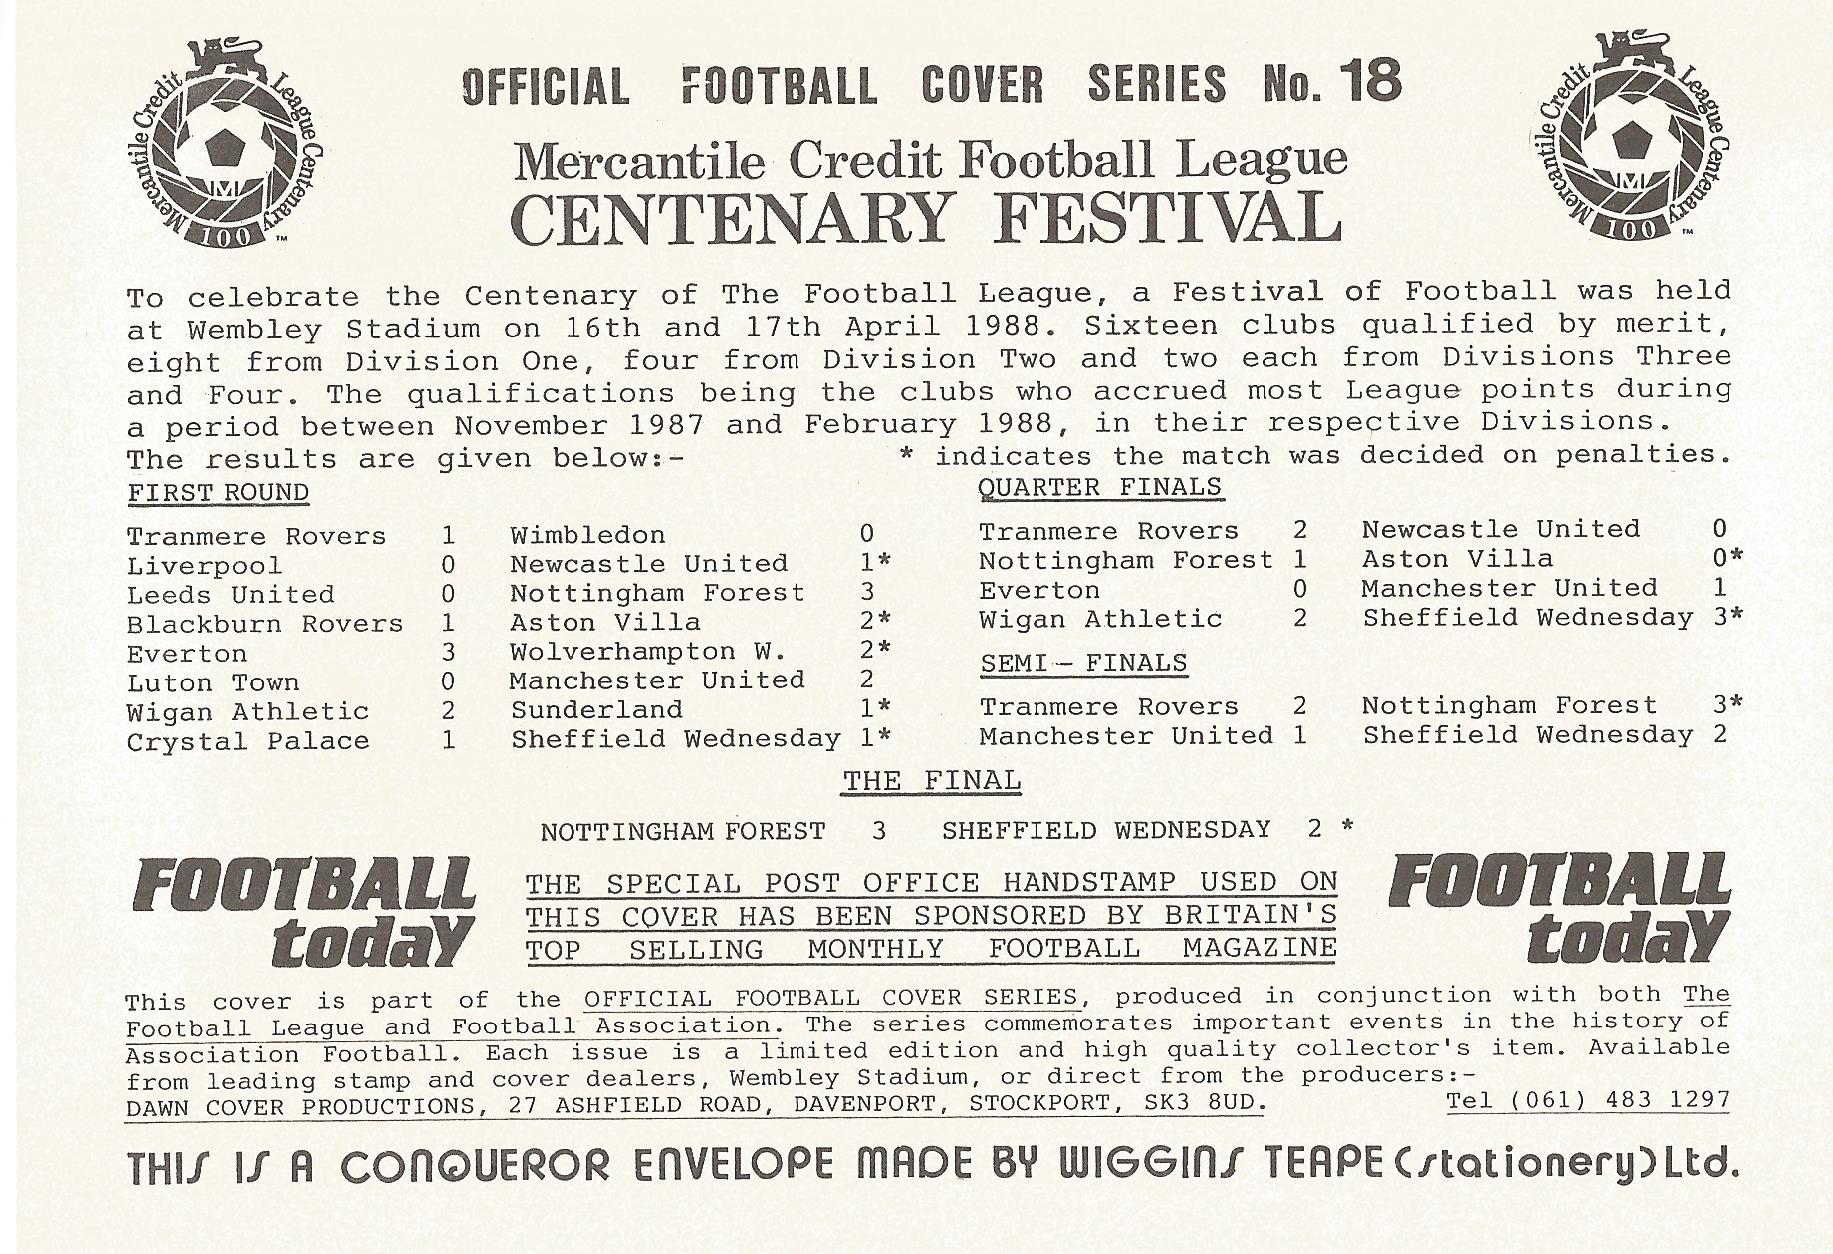 OFFICIAL FOOTBALL COVER SERIES No. 18
Mercantile Credit League Centenary 100 ™
Mercantile Credit League Centenary 100 ™
Mercantile Credit Football League
CENTENARY FESTIVAL
To celebrate the Centenary of The Football League, a Festival of Football was held
at Wembley Stadium on 16th and 17th April 1988. Sixteen clubs qualified by merit,
eight from Division One, four from Division Two and two each from Divisions Three
and Four. The qualifications being the clubs who accrued most League points during
a period between November 1987 and February 1988, in their respective Divisions.
The results are given below:- * indicates the match was decided on penalties.
FIRST ROUND
Tranmere Rovers 1 Wimbledon 0
Liverpool 0 Newcastle United 1*
Leeds United 0 Nottingham Forest 3
Blackburn Rovers 1 Aston Villa 2*
Everton 3 Wolverhampton W. 2*
Luton Town 0 Manchester United 2
Wigan Athletic 2 Sunderland 1*
Crystal Palace 1 Sheffield Wednesday 1*
QUARTER FINALS
Tranmere Rovers 2 Newcastle United 0
Nottingham Forest 1 Aston Villa 0*
Everton 0 Manchester United 1
Wigan Athletic 2 Sheffield Wednesday 3*
SEMI - FINALS
Tranmere Rovers 2 Nottingham Forest 3*
Manchester United 1 Sheffield Wednesday 2
THE FINAL
NOTTINGHAM FOREST 3 SHEFFIELD WEDNESDAY 2 *
FOOTBALL
today
THE SPECIAL POST OFFICE HANDSTAMP USED ON
THIS COVER HAS BEEN SPONSORED BY BRITAIN'S
TOP SELLING MONTHLY FOOTBALL MAGAZINE
FOOTBALL
today
This cover is part of the OFFICIAL FOOTBALL COVER SERIES, produced in conjunction with both The
Football League and Football Association. The series commemorates important events in the history of
Association Football. Each issue is a limited edition and high quality collector's item. Available
from leading stamp and cover dealers, Wembley Stadium, or direct from the producers:-
DAWN COVER PRODUCTIONS, 27 ASHFIELD ROAD, DAVENPORT, STOCKPORT, SK3 8UD. Tel (061) 483 1297
THIS IS A CONQUEROR ENVELOPE MADE BY WIGGINS TEAPE (stationery) Ltd.